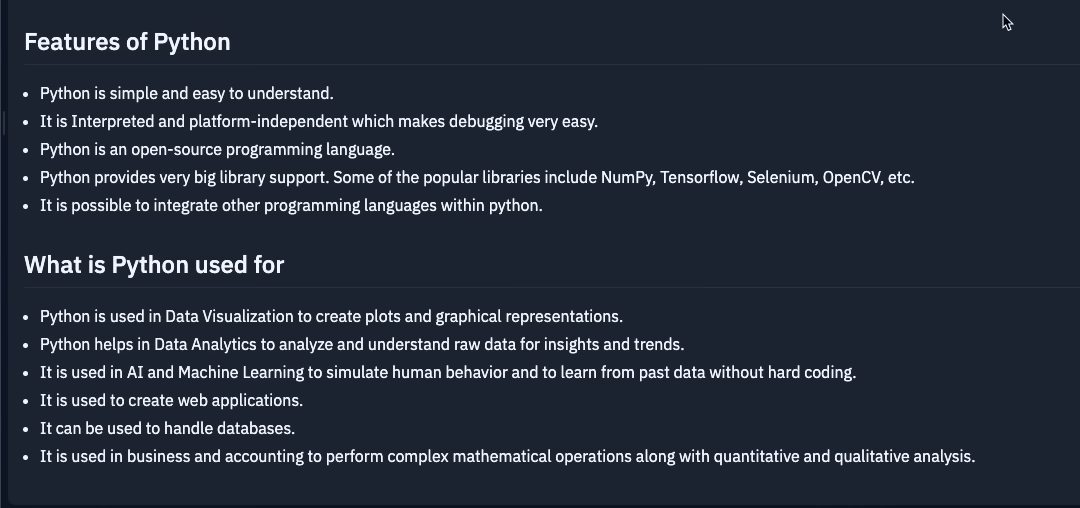 Features of Python
Python is simple and easy to understand.
It is Interpreted and platform-independent which makes debugging very easy.
Python is an open-source programming language.
Python provides very big library support. Some of the popular libraries include NumPy, Tensorflow, Selenium, OpenCV, etc.
It is possible to integrate other programming languages within python.
What is Python used for
Python is used in Data Visualization to create plots and graphical representations.
Python helps in Data Analytics to analyze and understand raw data for insights and trends.
It is used in AI and Machine Learning to simulate human behavior and to learn from past data without hard coding.
It is used to create web applications.
It can be used to handle databases.
It is used in business and accounting to perform complex mathematical operations along with quantitative and qualitative analysis.